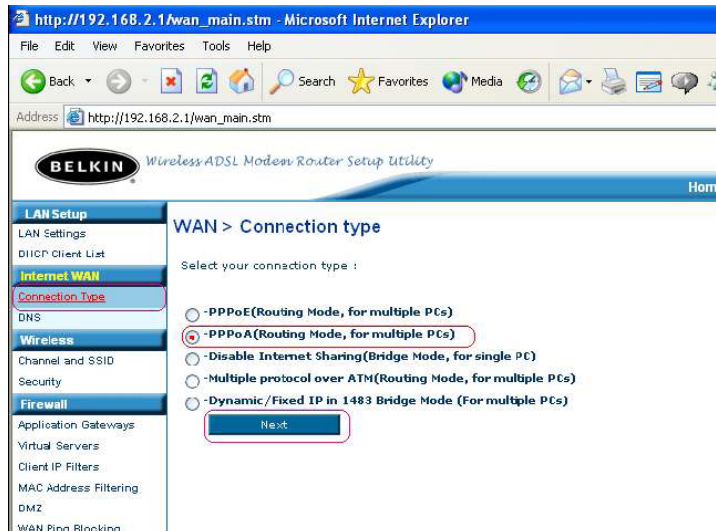 http://192.168.2.1/wan_main.stm - Microsoft Internet Explorer
File Edit View Favorites Tools Help
Back Search Favorites Media
Address http://192.168.2.1/wan_main.stm
BELKIN Wireless ADSL Modem Router Setup Utility
Hom
LAN Setup
LAN Settings
DHCP Client List
Internet WAN
Connection Type
DNS
Wireless
Channel and SSID
Security
Firewall
Application Gateways
Virtual Servers
Client IP Filters
MAC Address Filtering
DMZ
WAN Ping Blocking
WAN > Connection type
Select your connection type :
-PPPoE(Routing Mode, for multiple PCs)
-PPPoA(Routing Mode, for multiple PCs)
-Disable Internet Sharing(Bridge Mode, for single PC)
-Multiple protocol over ATM(Routing Mode, for multiple PCs)
-Dynamic/Fixed IP in 1483 Bridge Mode (For multiple PCs)
Next